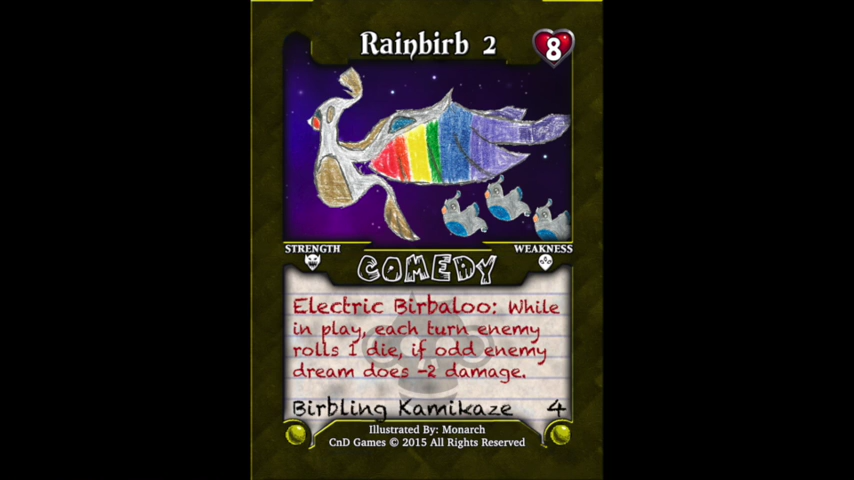 Rainbirb 2
8
STRENGTH
WEAKNESS
COMEDY
Electric Birbaloo: While
in play, each turn enemy
rolls 1 die, if odd enemy
dream does -2 damage.
Birbling Kamikaze 4
Illustrated By: Monarch
CnD Games © 2015 All Rights Reserved